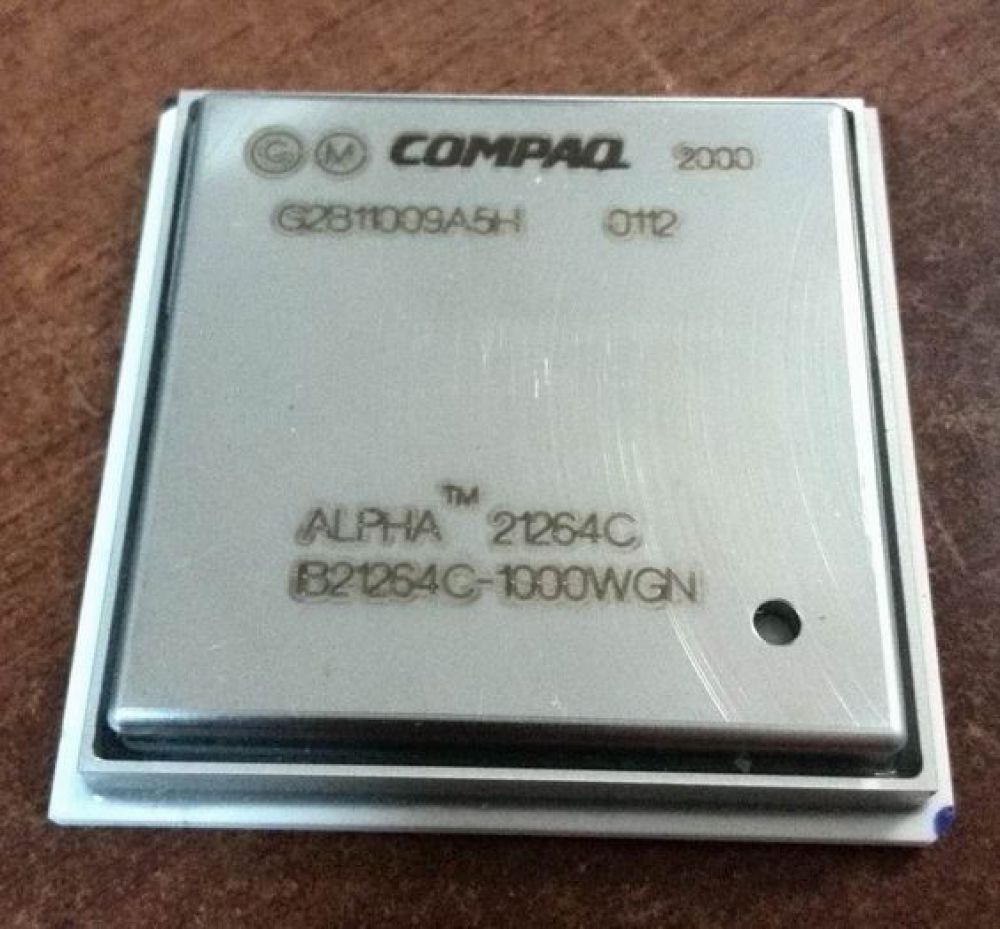 Ⓒ Ⓜ COMPAQ 2000
G2811009A5H 0112
ALPHA™ 21264C
IB21264C-1000WGN